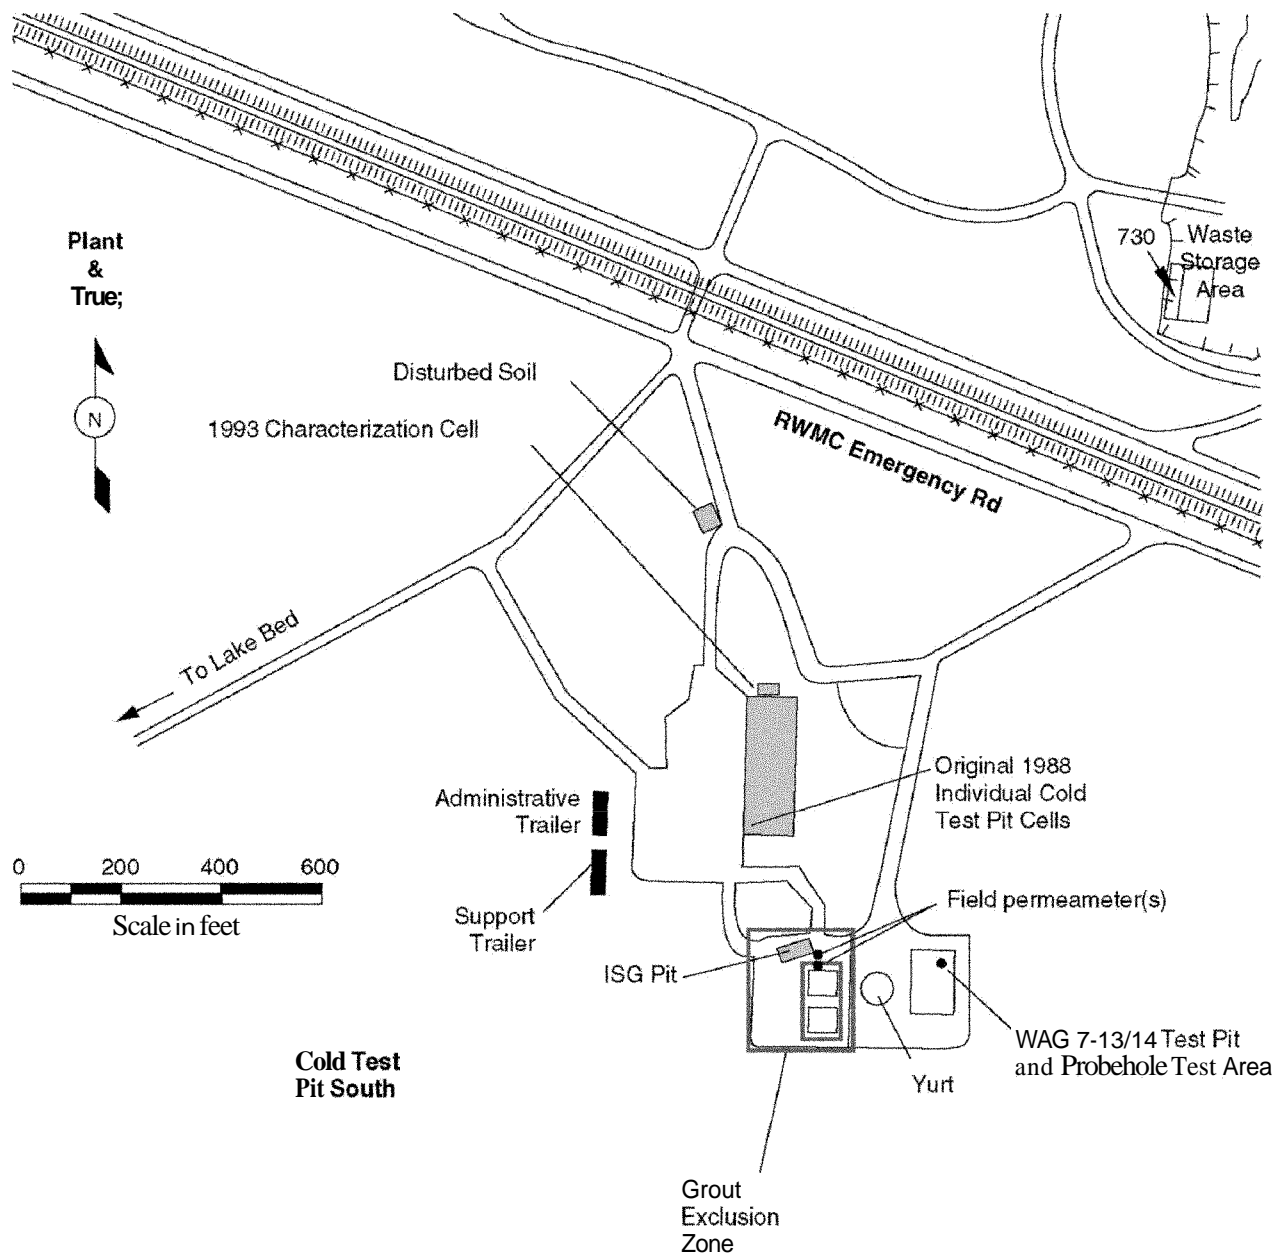 Plant
&
True;
N
730
Waste
Storage
Area
Disturbed Soil
1993 Characterization Cell
RWMC Emergency Rd
To Lake Bed
Original 1988
Individual Cold
Test Pit Cells
Administrative
Trailer
0 200 400 600
Scale in feet
Support
Trailer
Field permeameter(s)
ISG Pit
WAG 7-13/14 Test Pit
and Probehole Test Area
Yurt
Cold Test
Pit South
Grout
Exclusion
Zone